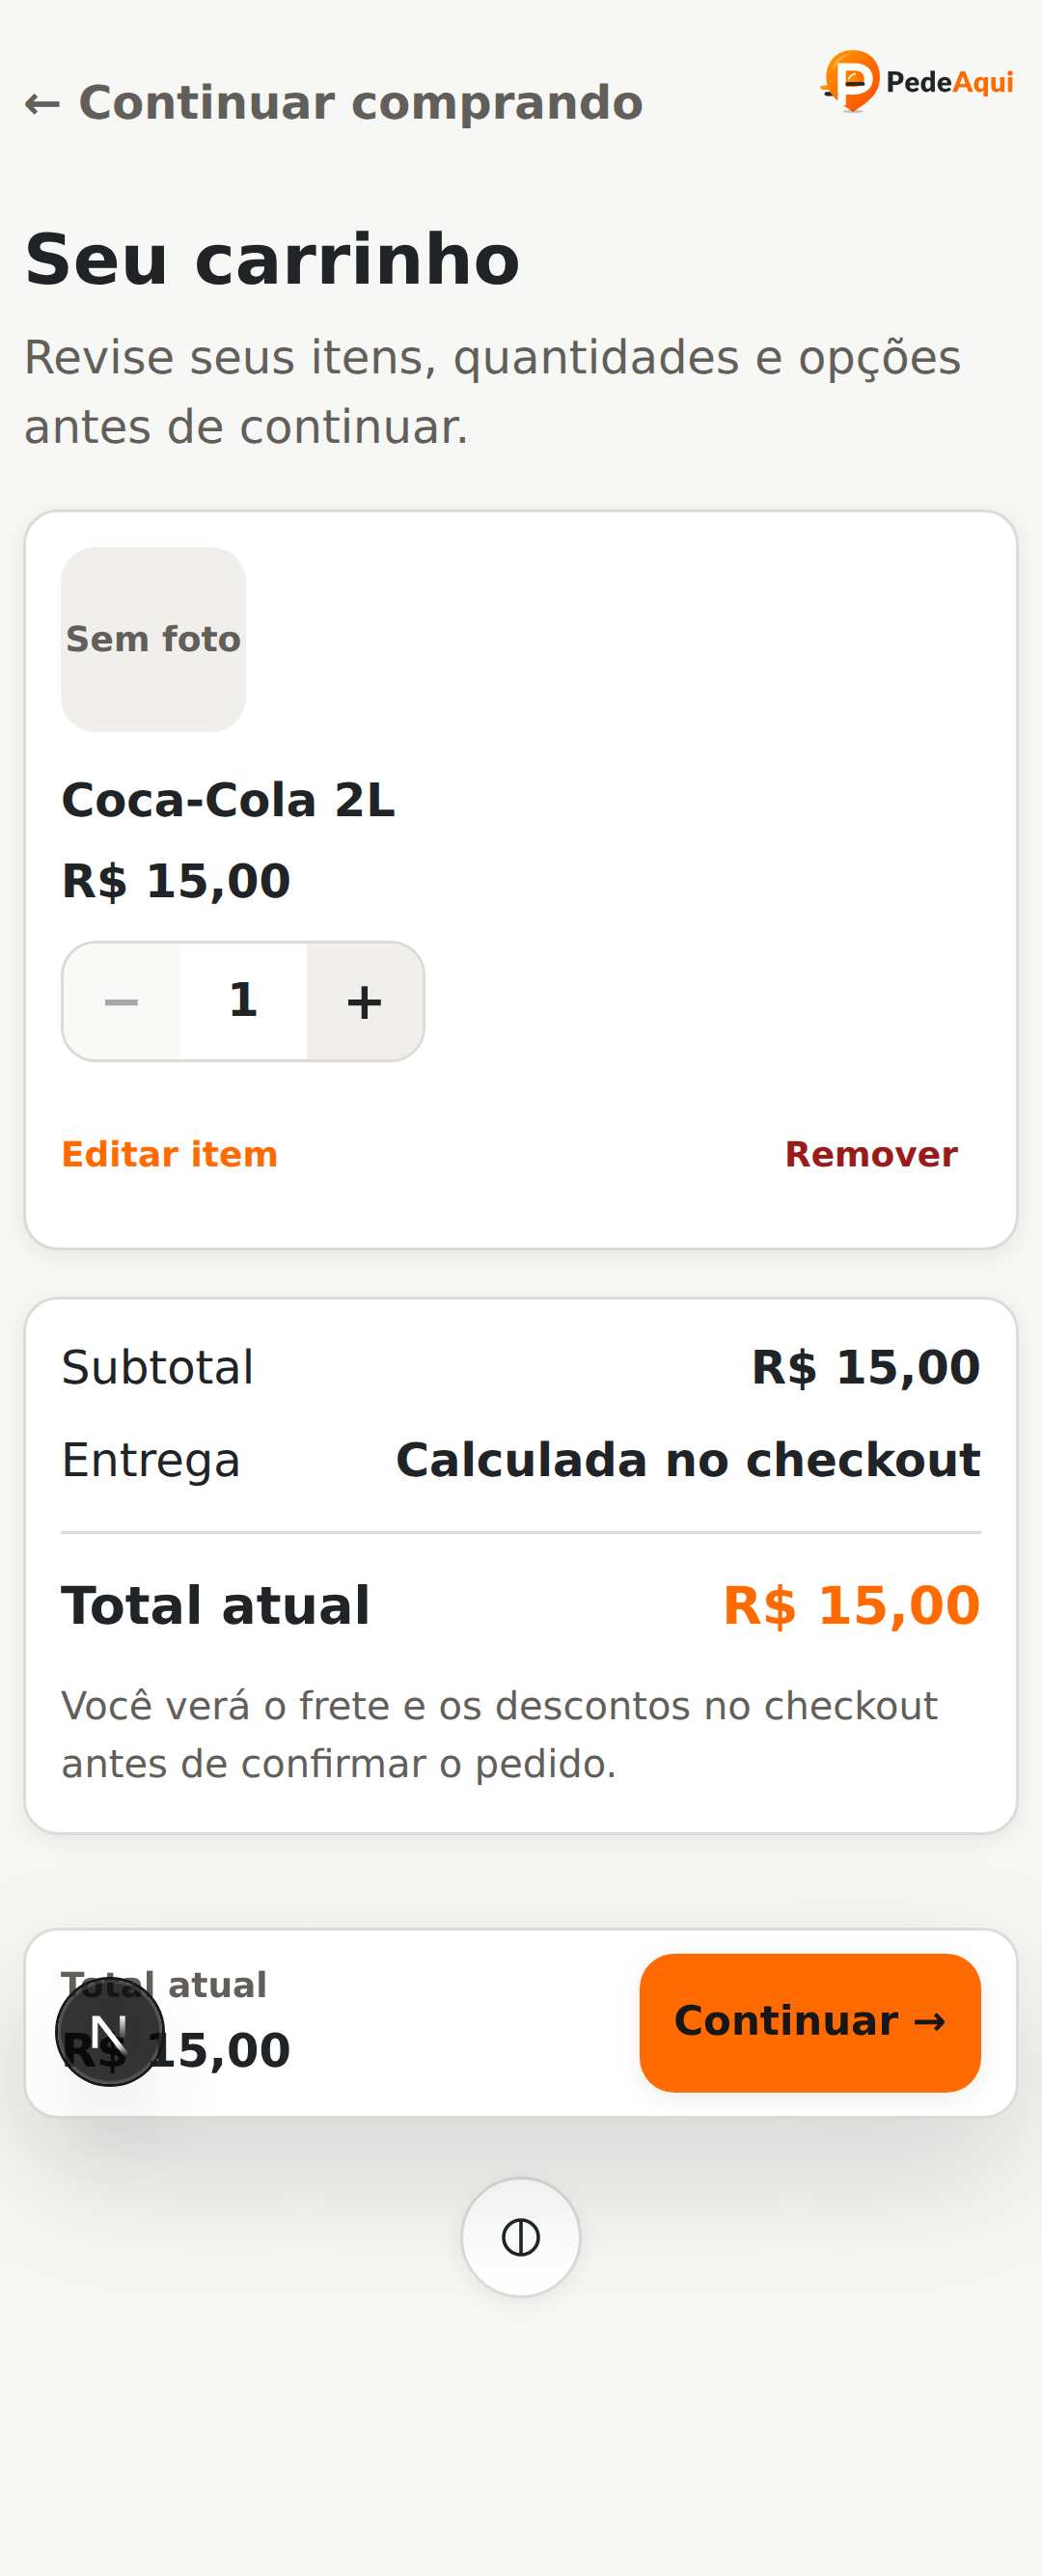 ← Continuar comprando
PedeAqui
Seu carrinho
Revise seus itens, quantidades e opções
antes de continuar.
Sem foto
Coca-Cola 2L
R$ 15,00
− 1 +
Editar item
Remover
Subtotal
R$ 15,00
Entrega
Calculada no checkout
Total atual
R$ 15,00
Você verá o frete e os descontos no checkout
antes de confirmar o pedido.
Total atual
R$ 15,00
N
Continuar →